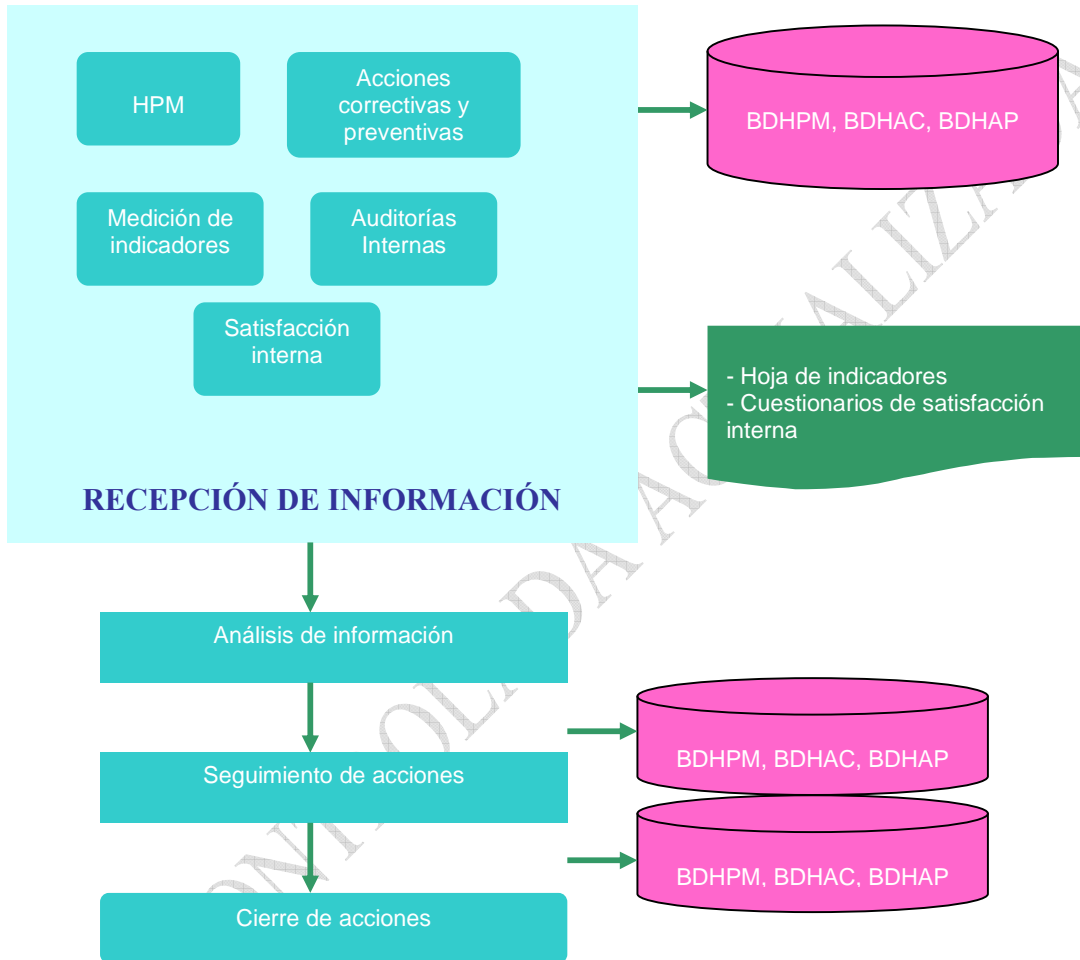 HPM
Acciones
correctivas y
preventivas
BDHPM, BDHAC, BDHAP
Medición de
indicadores
Auditorías
Internas
Satisfacción
interna
- Hoja de indicadores
- Cuestionarios de satisfacción
interna
RECEPCIÓN DE INFORMACIÓN
Análisis de información
Seguimiento de acciones
BDHPM, BDHAC, BDHAP
BDHPM, BDHAC, BDHAP
Cierre de acciones